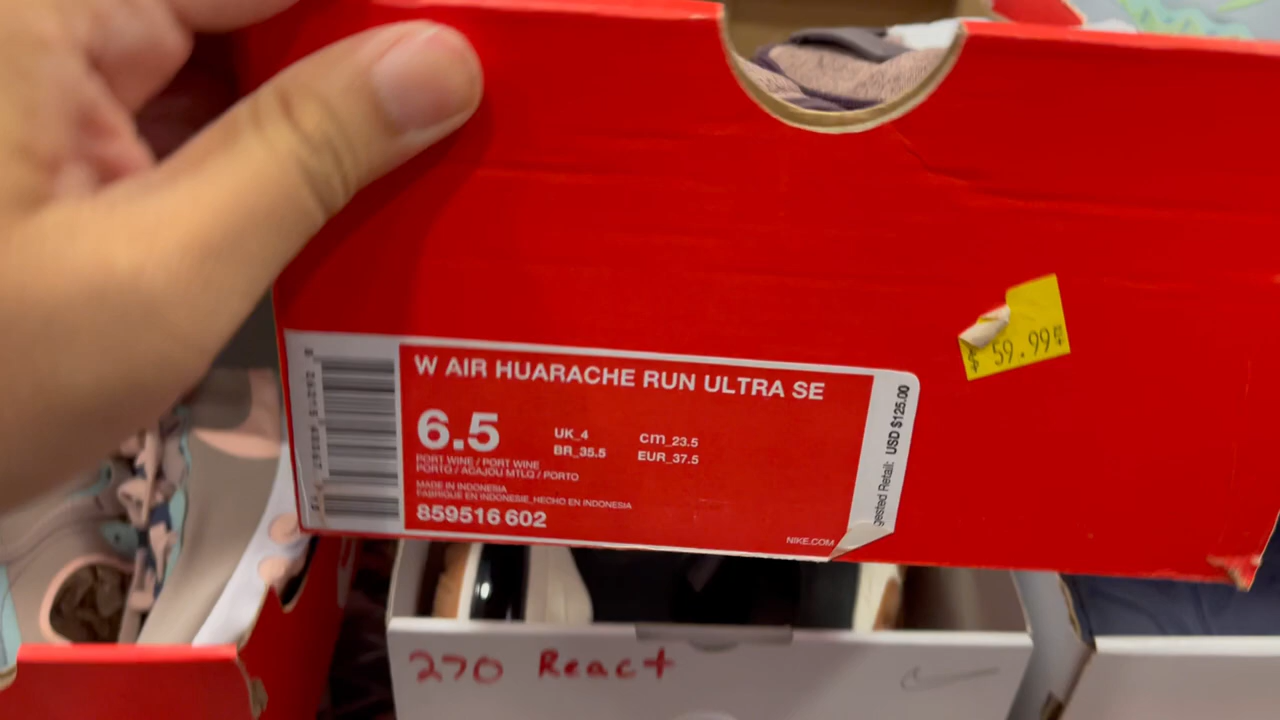 $ 59.99
W AIR HUARACHE RUN ULTRA SE
6.5
UK_4
cm_23.5
BR_35.5
EUR_37.5
PORT WINE / PORT WINE
PORTO / ACAJOU MTLQ / PORTO
MADE IN INDONESIA
FABRIQUE EN INDONESIE_HECHO EN INDONESIA
859516 602
NIKE.COM
gested Retail: USD $125.00
270 React